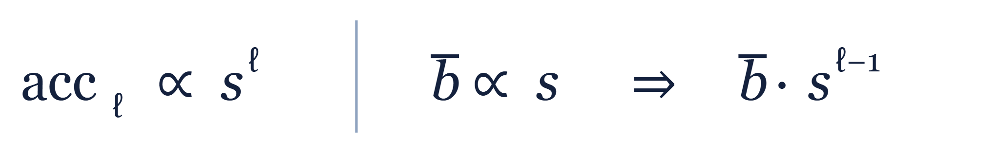 acc_ℓ ∝ s^ℓ | b̅ ∝ s ⇒ b̅ · s^{ℓ−1}